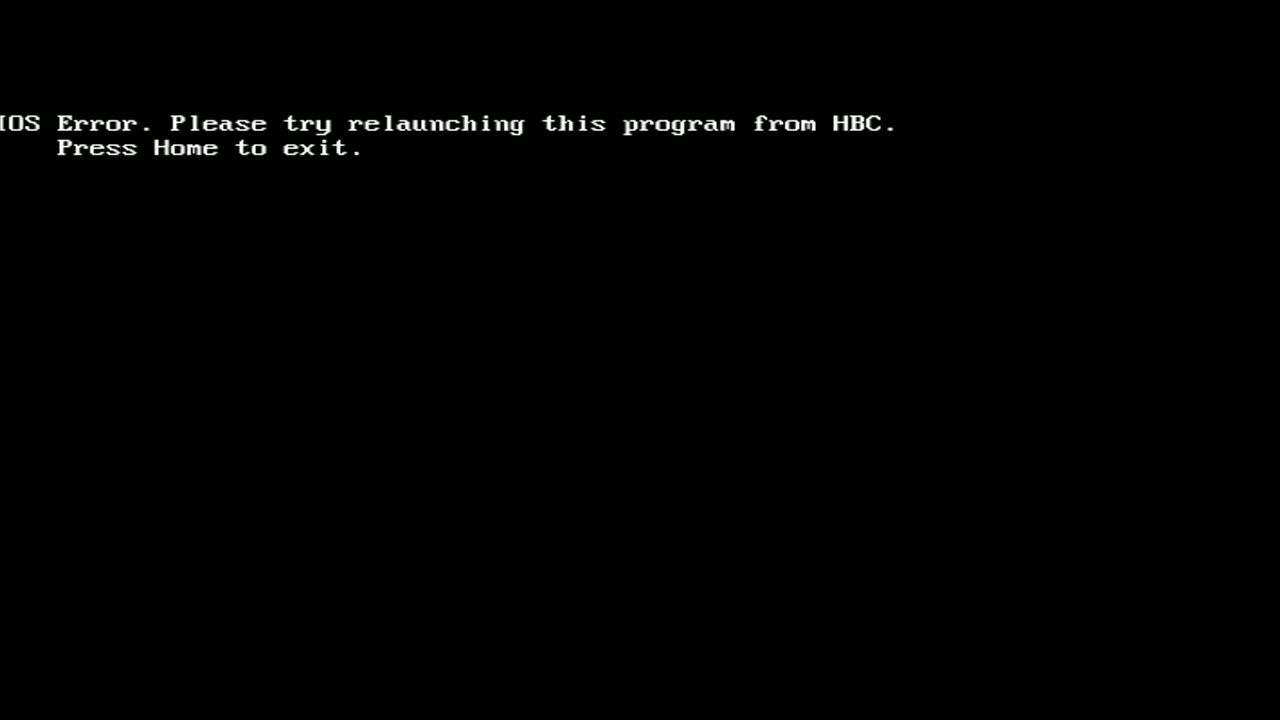 IOS Error. Please try relaunching this program from HBC.
Press Home to exit.